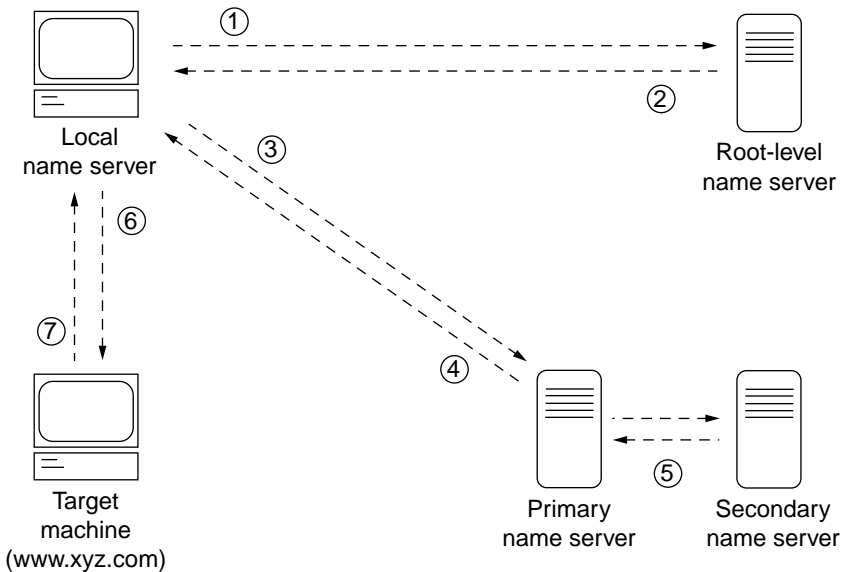 ①
②
Local
name server
Root-level
name server
③
⑥
⑦
④
⑤
Target
machine
(www.xyz.com)
Primary
name server
Secondary
name server